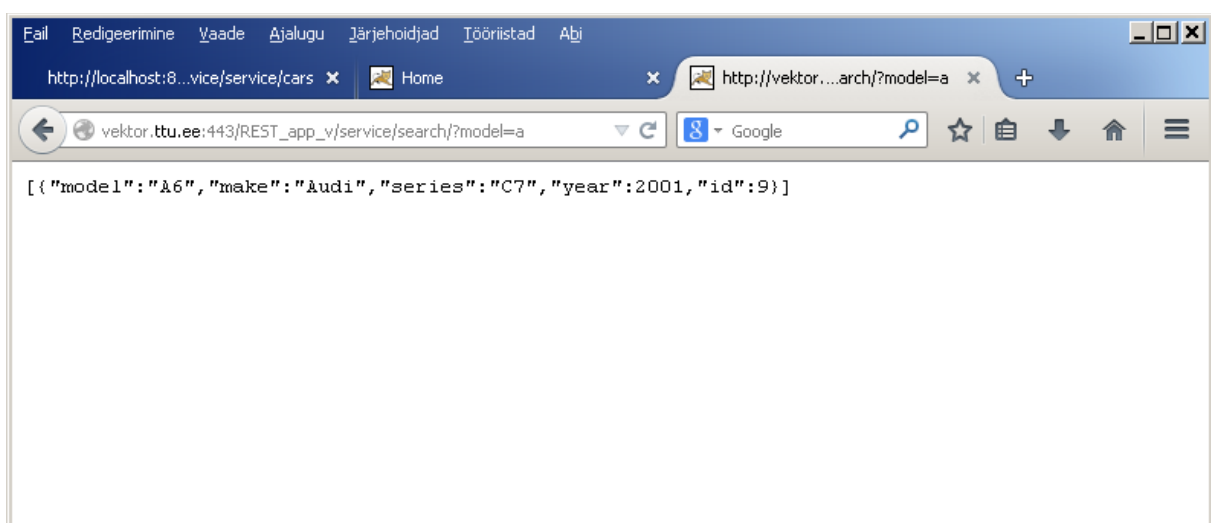 Fail Redigeerimine Vaade Ajalugu Järjehoidjad Tööriistad Abi
http://localhost:8...vice/service/cars Home http://vektor....arch/?model=a
vektor.ttu.ee:443/REST_app_v/service/search/?model=a 8 Google
[{"model":"A6","make":"Audi","series":"C7","year":2001,"id":9}]